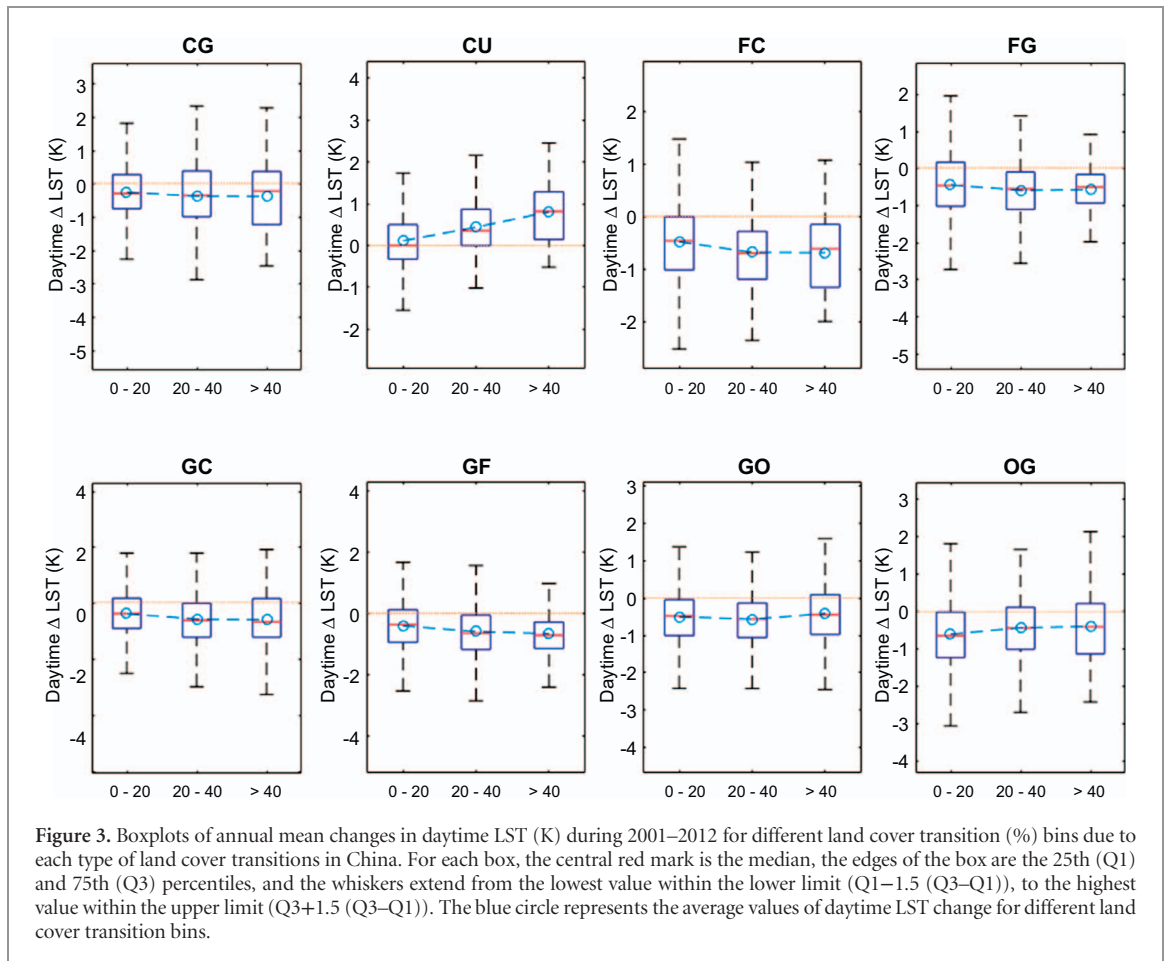 CG CU FC FG
Daytime Δ LST (K)
3
2
1
0
-1
-2
-3
-4
-5
0 - 20 20 - 40 > 40
Daytime Δ LST (K)
4
3
2
1
0
-1
-2
0 - 20 20 - 40 > 40
Daytime Δ LST (K)
2
1
0
-1
-2
0 - 20 20 - 40 > 40
Daytime Δ LST (K)
2
1
0
-1
-2
-3
-4
-5
0 - 20 20 - 40 > 40
GC GF GO OG
Daytime Δ LST (K)
4
2
0
-2
-4
0 - 20 20 - 40 > 40
Daytime Δ LST (K)
4
2
0
-2
-4
0 - 20 20 - 40 > 40
Daytime Δ LST (K)
3
2
1
0
-1
-2
-3
-4
0 - 20 20 - 40 > 40
Daytime Δ LST (K)
3
2
1
0
-1
-2
-3
-4
0 - 20 20 - 40 > 40
Figure 3. Boxplots of annual mean changes in daytime LST (K) during 2001–2012 for different land cover transition (%) bins due to
each type of land cover transitions in China. For each box, the central red mark is the median, the edges of the box are the 25th (Q1)
and 75th (Q3) percentiles, and the whiskers extend from the lowest value within the lower limit (Q1−1.5 (Q3–Q1)), to the highest
value within the upper limit (Q3+1.5 (Q3–Q1)). The blue circle represents the average values of daytime LST change for different land
cover transition bins.